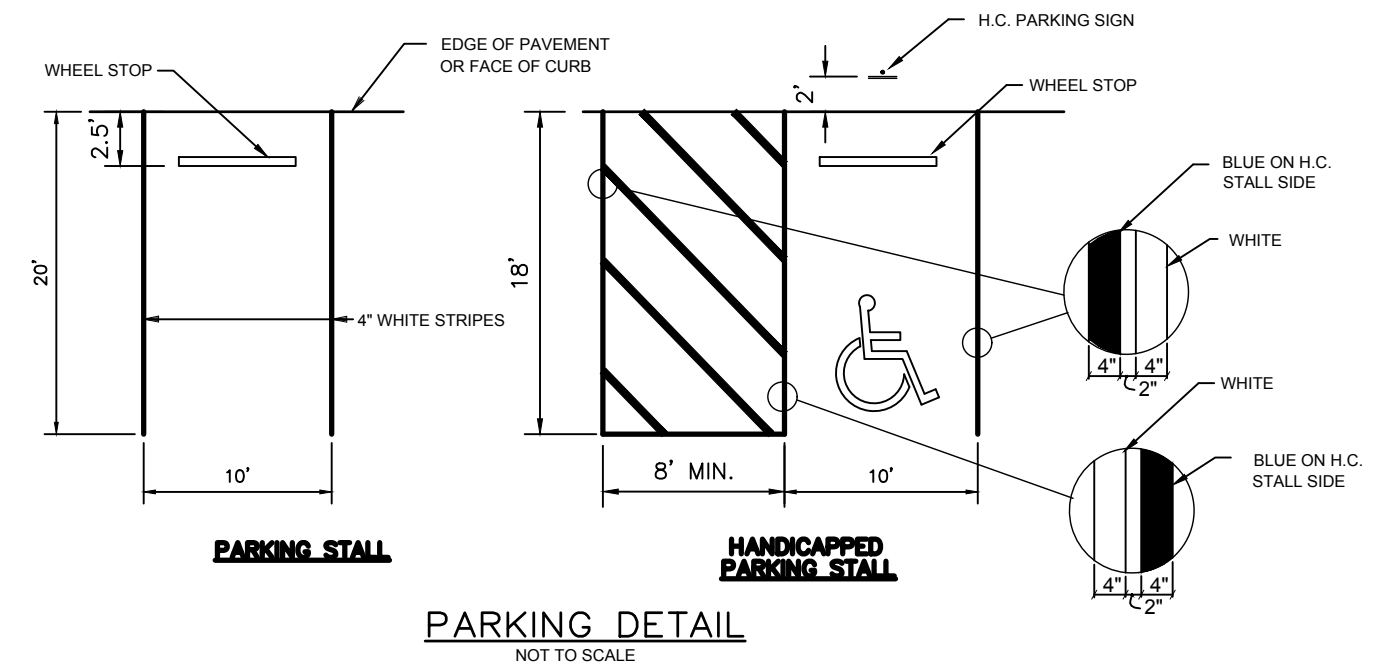 H.C. PARKING SIGN
EDGE OF PAVEMENT
OR FACE OF CURB
WHEEL STOP
WHEEL STOP
2'
2.5'
BLUE ON H.C.
STALL SIDE
WHITE
20'
18'
4" WHITE STRIPES
4" 4"
2"
WHITE
BLUE ON H.C.
STALL SIDE
10'
8' MIN.
10'
4" 4"
2"
PARKING STALL
HANDICAPPED
PARKING STALL
PARKING DETAIL
NOT TO SCALE